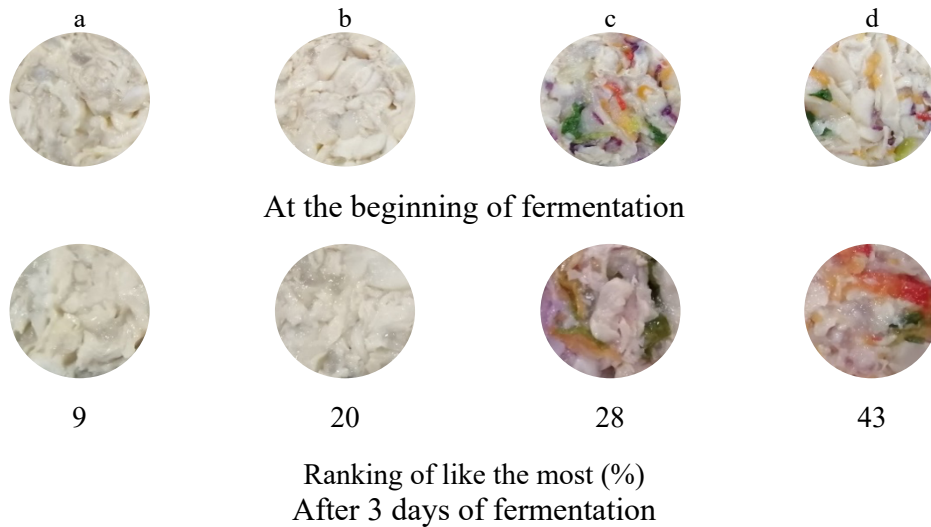 a b c d
At the beginning of fermentation
9 20 28 43
Ranking of like the most (%)
After 3 days of fermentation